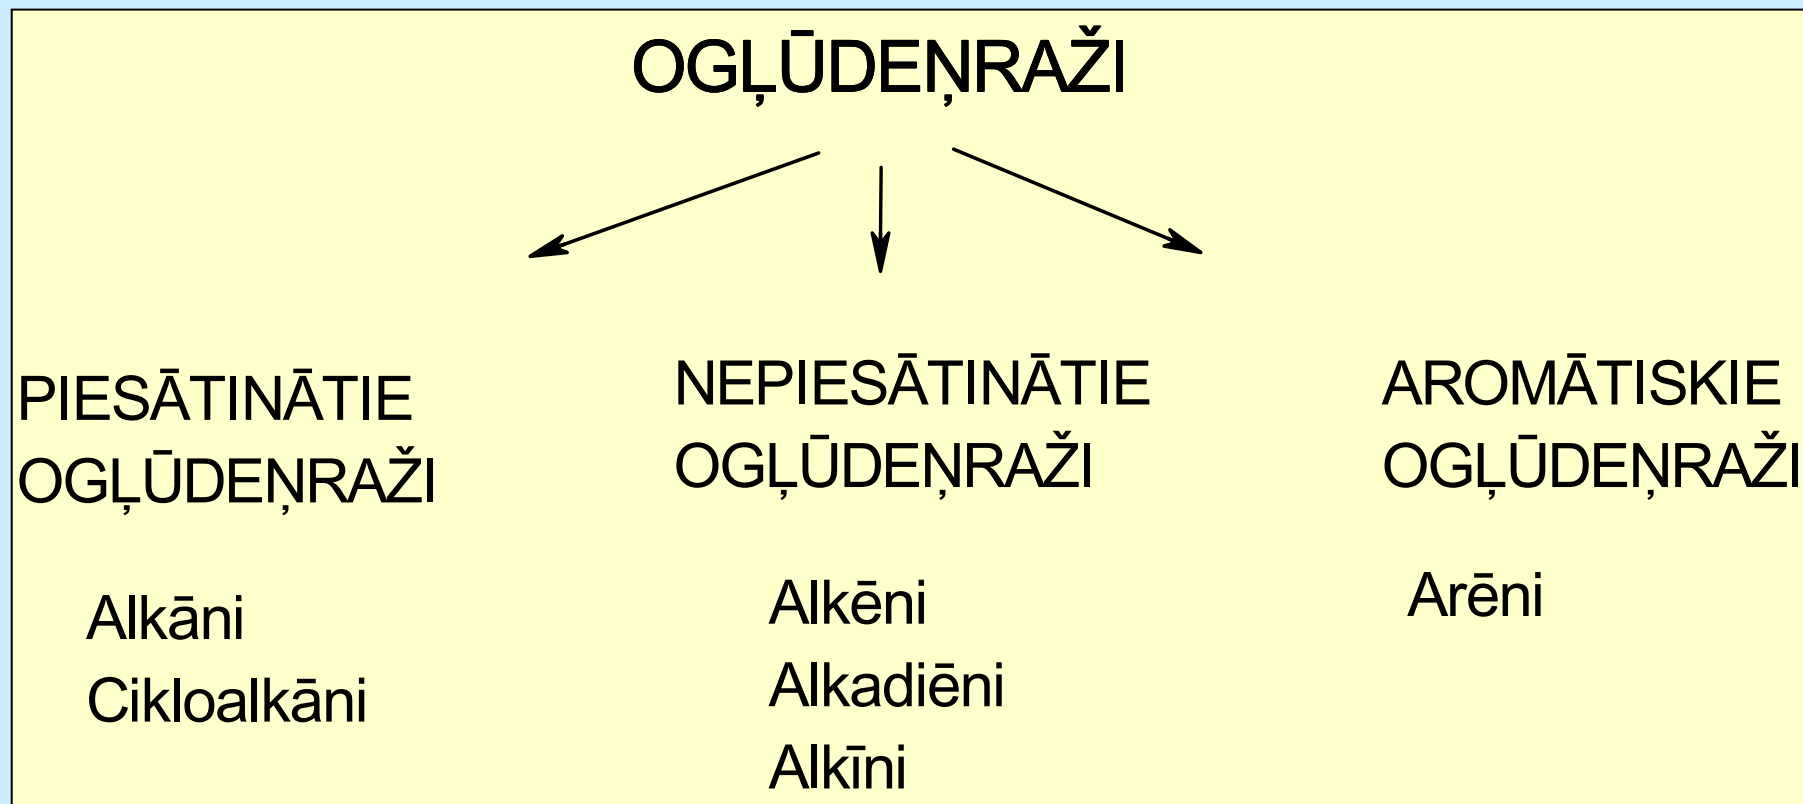 OGĻŪDEŅRAŽI
PIESĀTINĀTIE
OGĻŪDEŅRAŽI
Alkāni
Cikloalkāni
NEPIESĀTINĀTIE
OGĻŪDEŅRAŽI
Alkēni
Alkadiēni
Alkīni
AROMĀTISKIE
OGĻŪDEŅRAŽI
Arēni